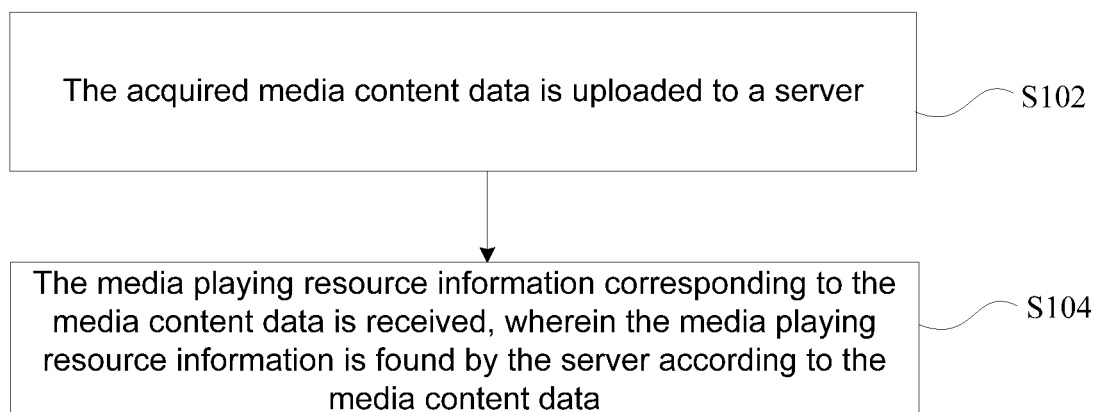 The acquired media content data is uploaded to a server
S102
The media playing resource information corresponding to the
media content data is received, wherein the media playing
resource information is found by the server according to the
media content data
S104